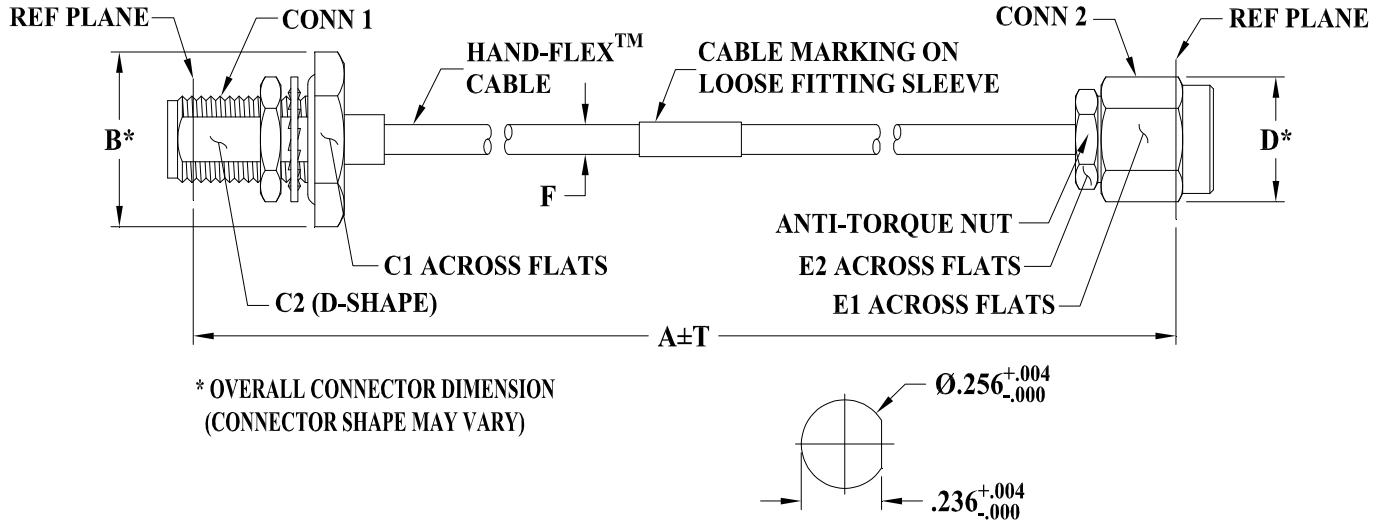 REF PLANE
CONN 1
HAND-FLEX™
CABLE
CABLE MARKING ON
LOOSE FITTING SLEEVE
CONN 2
REF PLANE
B*
D*
F
ANTI-TORQUE NUT
C1 ACROSS FLATS
E2 ACROSS FLATS
C2 (D-SHAPE)
E1 ACROSS FLATS
A±T
* OVERALL CONNECTOR DIMENSION
(CONNECTOR SHAPE MAY VARY)
Ø.256 +.004
-.000
.236 +.004
-.000